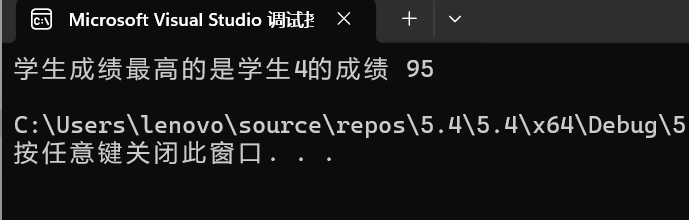 Microsoft Visual Studio 调试
学生成绩最高的是学生4的成绩 95
C:\Users\lenovo\source\repos\5.4\5.4\x64\Debug\5
按任意键关闭此窗口. . .